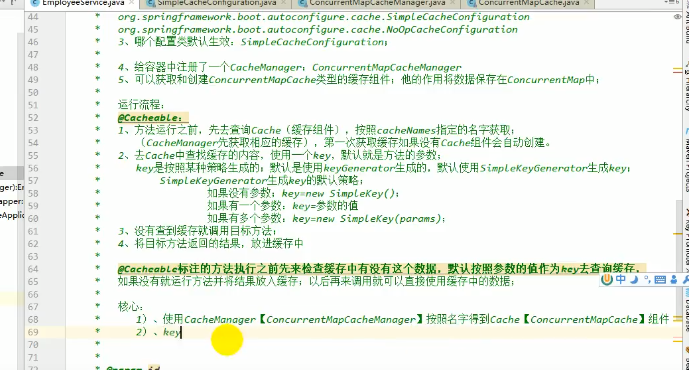 EmployeeService.java
SimpleCacheConfiguration.java
ConcurrentMapCacheManager.java
ConcurrentMapCache.java
44 * org.springframework.boot.autoconfigure.cache.SimpleCacheConfiguration
45 * org.springframework.boot.autoconfigure.cache.NoOpCacheConfiguration
46 * 3、哪个配置类默认生效：SimpleCacheConfiguration；
47 *
48 * 4、给容器中注册了一个CacheManager：ConcurrentMapCacheManager
49 * 5、可以获取和创建ConcurrentMapCache类型的缓存组件；他的作用将数据保存在ConcurrentMap中；
50 *
51 * 运行流程：
52 * @Cacheable：
53 * 1、方法运行之前，先去查询Cache（缓存组件），按照cacheNames指定的名字获取；
54 * （CacheManager先获取相应的缓存），第一次获取缓存如果没有Cache组件会自动创建。
55 * 2、去Cache中查找缓存的内容，使用一个key，默认就是方法的参数；
56 * key是按照某种策略生成的；默认是使用keyGenerator生成的，默认使用SimpleKeyGenerator生成key；
57 * SimpleKeyGenerator生成key的默认策略；
58 * 如果没有参数；key=new SimpleKey()；
59 * 如果有一个参数：key=参数的值
60 * 如果有多个参数：key=new SimpleKey(params)；
61 * 3、没有查到缓存就调用目标方法；
62 * 4、将目标方法返回的结果，放进缓存中
63 *
64 * @Cacheable标注的方法执行之前先来检查缓存中有没有这个数据，默认按照参数的值作为key去查询缓存，
65 * 如果没有就运行方法并将结果放入缓存；以后再来调用就可以直接使用缓存中的数据；
66 *
67 * 核心：
68 * 1）、使用CacheManager【ConcurrentMapCacheManager】按照名字得到Cache【ConcurrentMapCache】组件
69 * 2）、key
中
* @param id